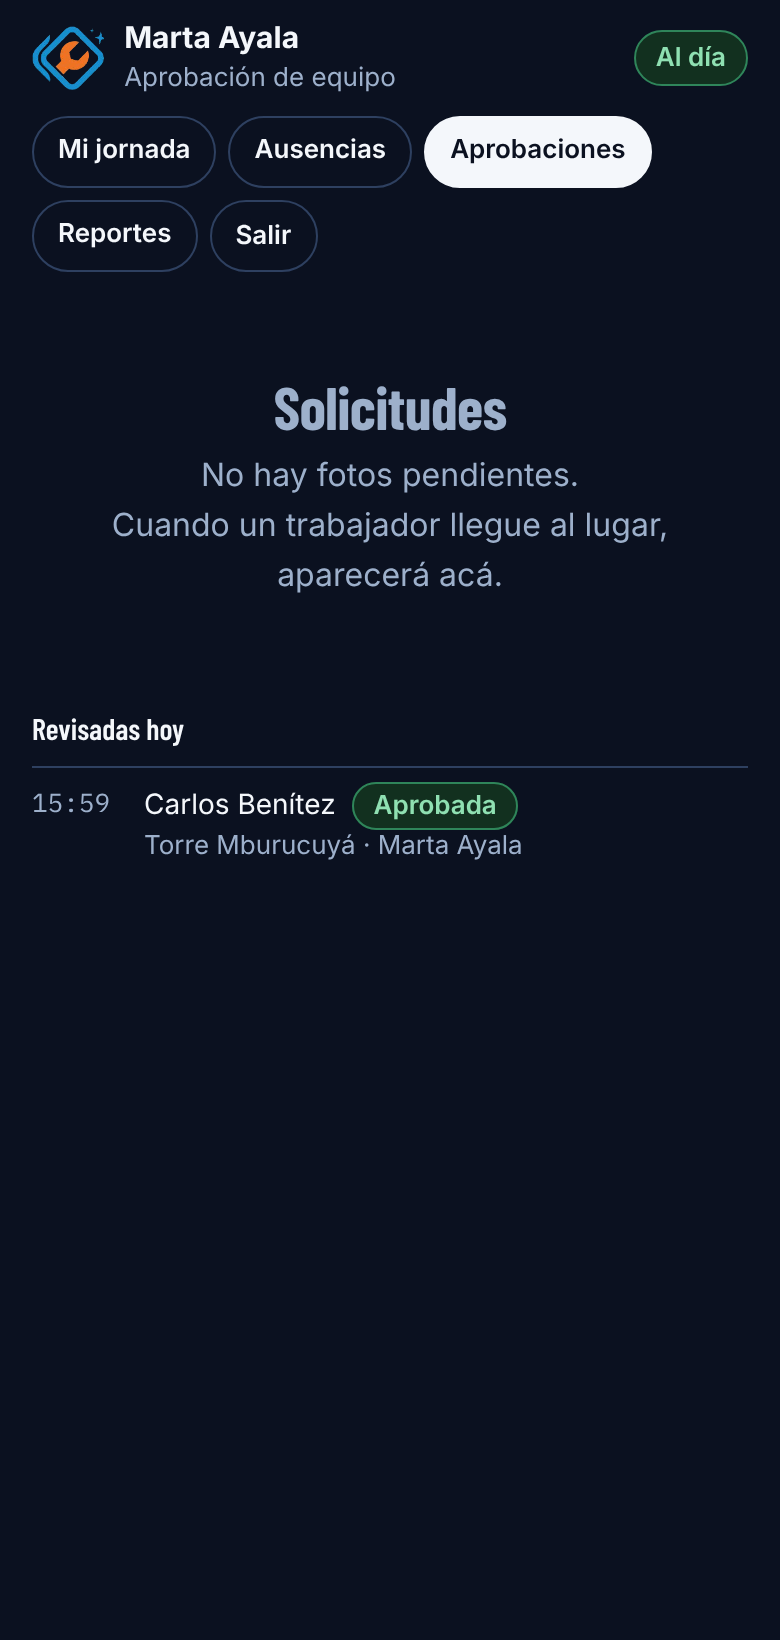 Marta Ayala
Aprobación de equipo
Al día
Mi jornada
Ausencias
Aprobaciones
Reportes
Salir
Solicitudes
No hay fotos pendientes.
Cuando un trabajador llegue al lugar,
aparecerá acá.
Revisadas hoy
15:59 Carlos Benítez Aprobada
Torre Mburucuyá · Marta Ayala